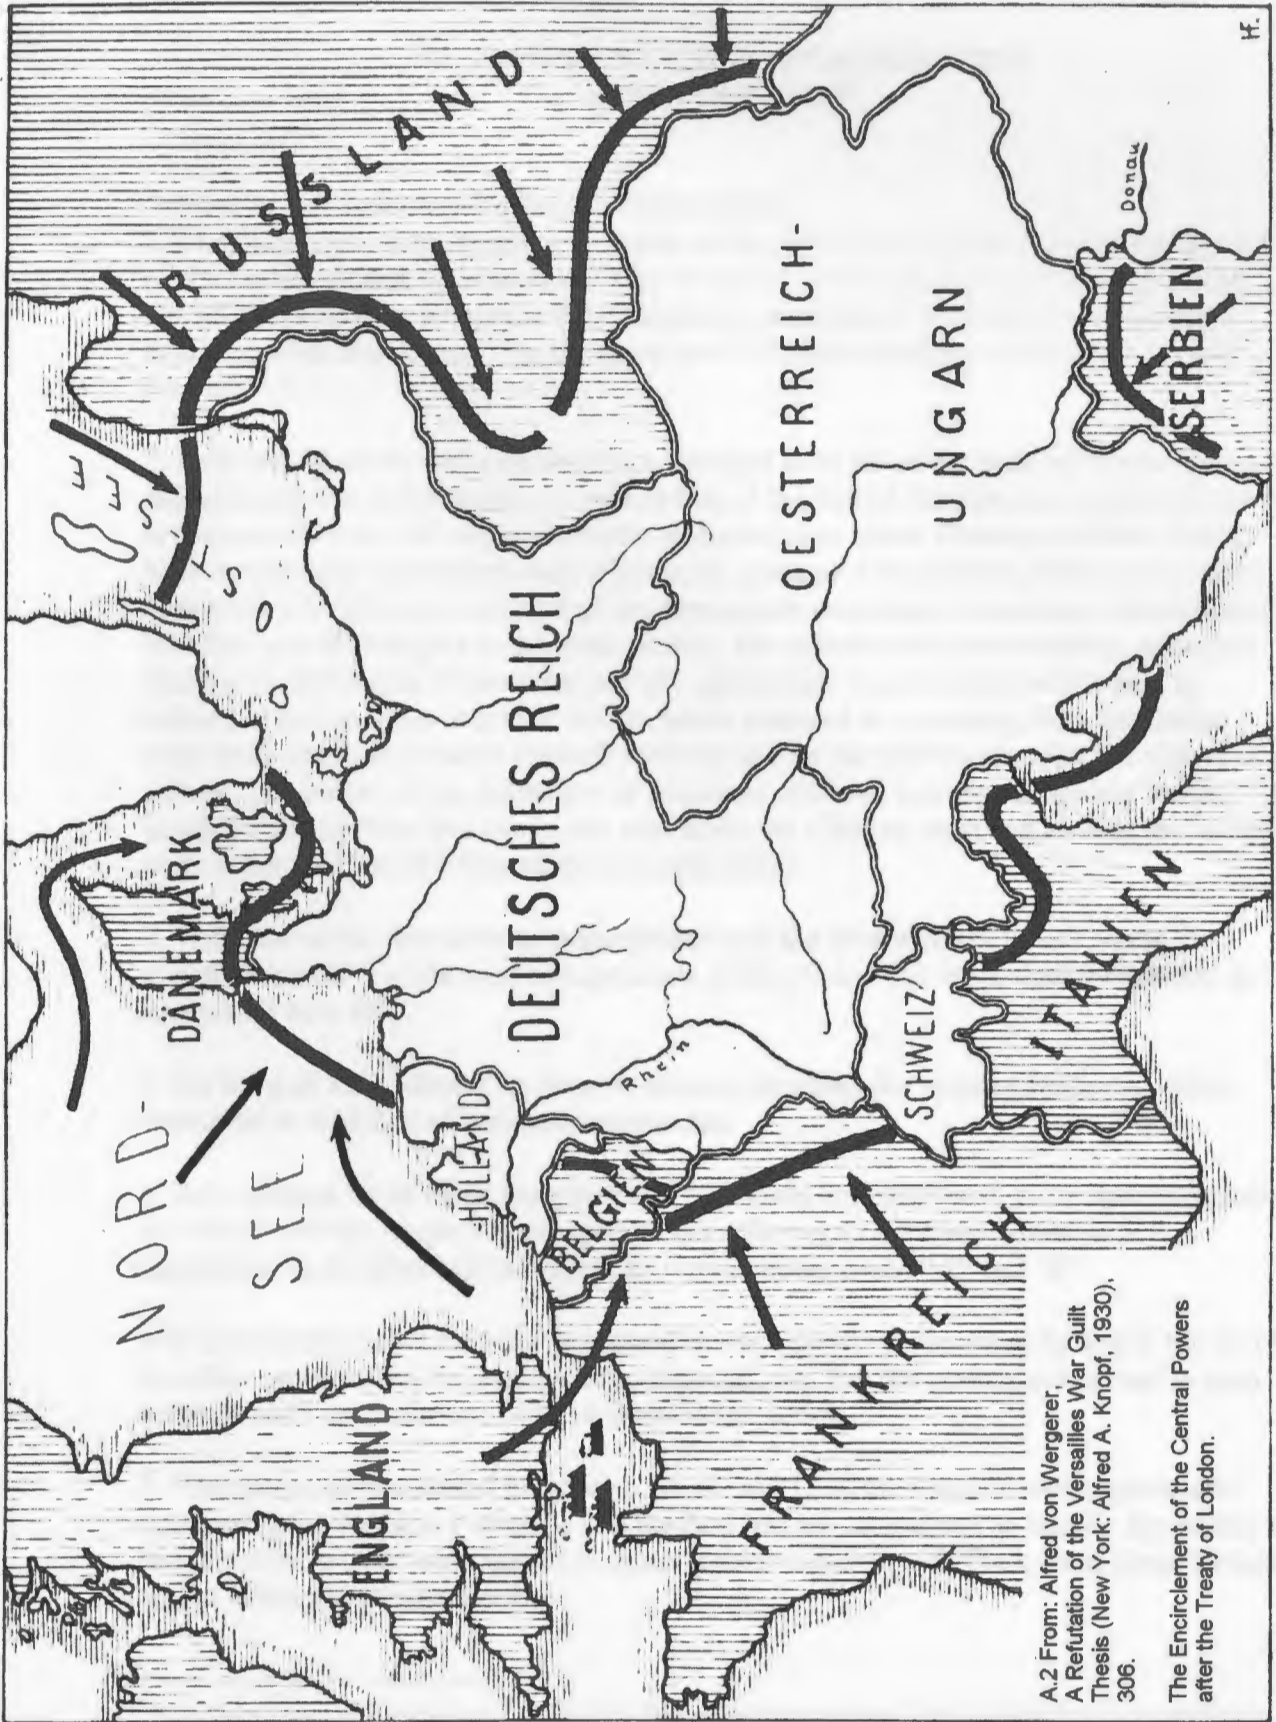 NORD-
SEE
OSTSEE
RUSSLAND
DÄNEMARK
ENGLAND
HOLLAND
BELGIEN
DEUTSCHES REICH
Rhein
OESTERREICH-
UNGARN
Donau
SERBIEN
SCHWEIZ
ITALIEN
FRANKREICH
A.2 From: Alfred von Wergerer,
A Refutation of the Versailles War Guilt
Thesis (New York: Alfred A. Knopf, 1930),
306.
The Encirclement of the Central Powers
after the Treaty of London.